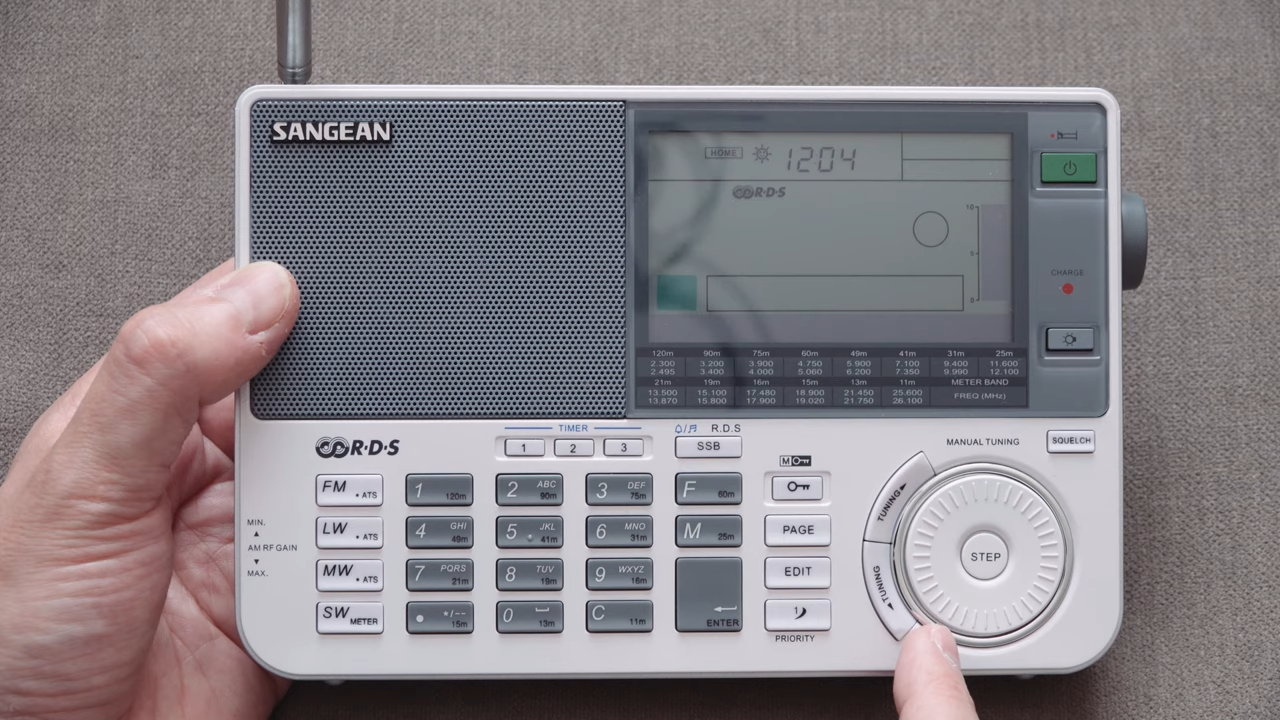 SANGEAN
HOME 1204
R·D·S
10
5
0
CHARGE
120m 90m 75m 60m 49m 41m 31m 25m
2.300 3.200 3.900 4.750 5.900 7.100 9.400 11.600
2.495 3.400 4.000 5.060 6.200 7.350 9.990 12.100
21m 19m 16m 15m 13m 11m METER BAND
13.500 15.100 17.480 18.900 21.450 25.600 FREQ (MHz)
13.870 15.800 17.900 19.020 21.750 26.100
R·D·S
TIMER
1 2 3
R.D.S
SSB
MANUAL TUNING
SQUELCH
M
FM • ATS
1 120m
2 ABC 90m
3 DEF 75m
F 60m
TUNING
MIN.
AM RF GAIN
MAX.
LW • ATS
4 GHI 49m
5 JKL 41m
6 MNO 31m
M 25m
PAGE
STEP
MW • ATS
7 PQRS 21m
8 TUV 19m
9 WXYZ 16m
ENTER
EDIT
TUNING
SW METER
• */-- 15m
0 13m
C 11m
PRIORITY